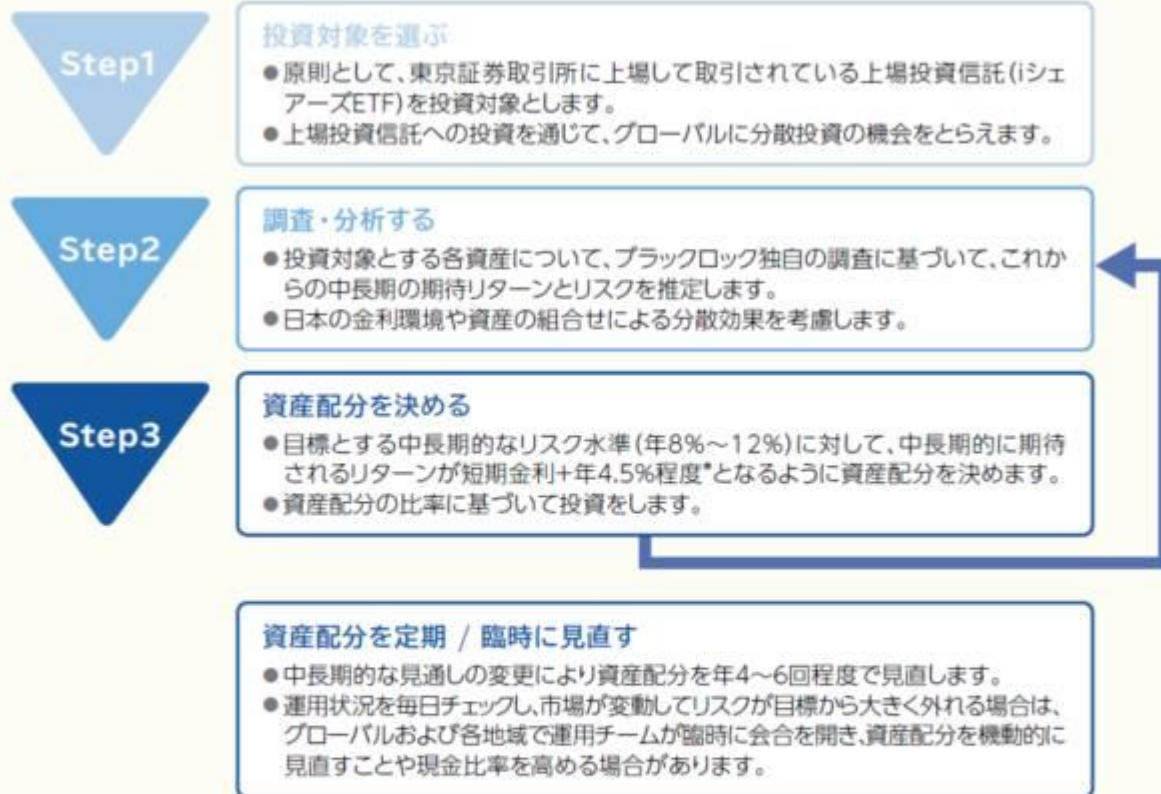 Step1
投資対象を選ぶ
●原則として、東京証券取引所に上場して取引されている上場投資信託(iシェ
アーズETF)を投資対象とします。
●上場投資信託への投資を通じて、グローバルに分散投資の機会をとらえます。
Step2
調査・分析する
●投資対象とする各資産について、ブラックロック独自の調査に基づいて、これか
らの中長期の期待リターンとリスクを推定します。
●日本の金利環境や資産の組合せによる分散効果を考慮します。
Step3
資産配分を決める
●目標とする中長期的なリスク水準(年8%～12%)に対して、中長期的に期待
されるリターンが短期金利+年4.5%程度*となるように資産配分を決めます。
●資産配分の比率に基づいて投資をします。
資産配分を定期 / 臨時に見直す
●中長期的な見通しの変更により資産配分を年4～6回程度で見直します。
●運用状況を毎日チェックし、市場が変動してリスクが目標から大きく外れる場合は、
グローバルおよび各地域で運用チームが臨時に会合を開き、資産配分を機動的に
見直すことや現金比率を高める場合があります。